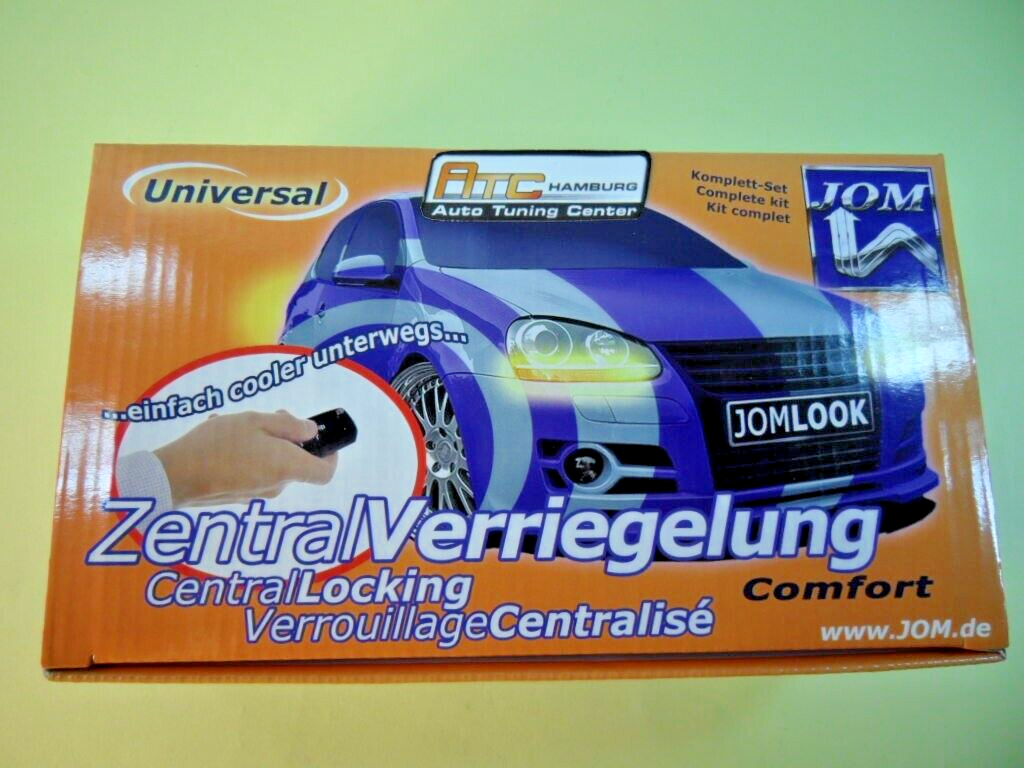 Universal
ATC HAMBURG
Auto Tuning Center
Komplett-Set
Complete kit
Kit complet
JOM
...einfach cooler unterwegs...
JOMLOOK
ZentralVerriegelung
CentralLocking
VerrouillageCentralisé
Comfort
www.JOM.de